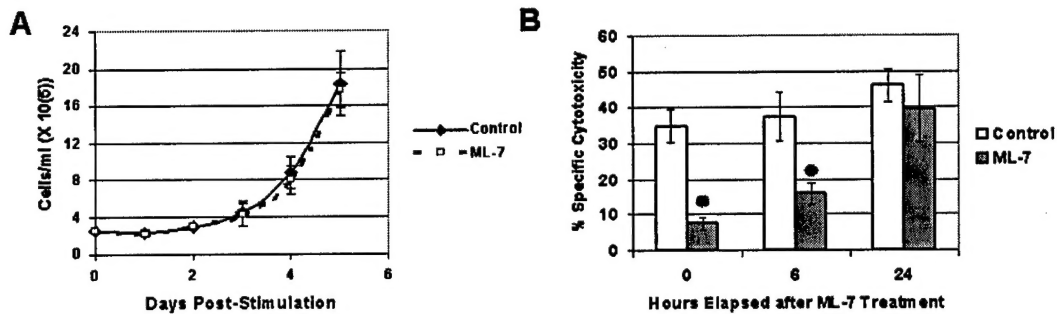 A
Cells/ml (X 10(5))
24
20
16
12
8
4
0
0 2 4 6
Days Post-Stimulation
Control
ML-7
B
% Specific Cytotoxicity
60
50
40
30
20
10
0
0 6 24
Hours Elapsed after ML-7 Treatment
Control
ML-7